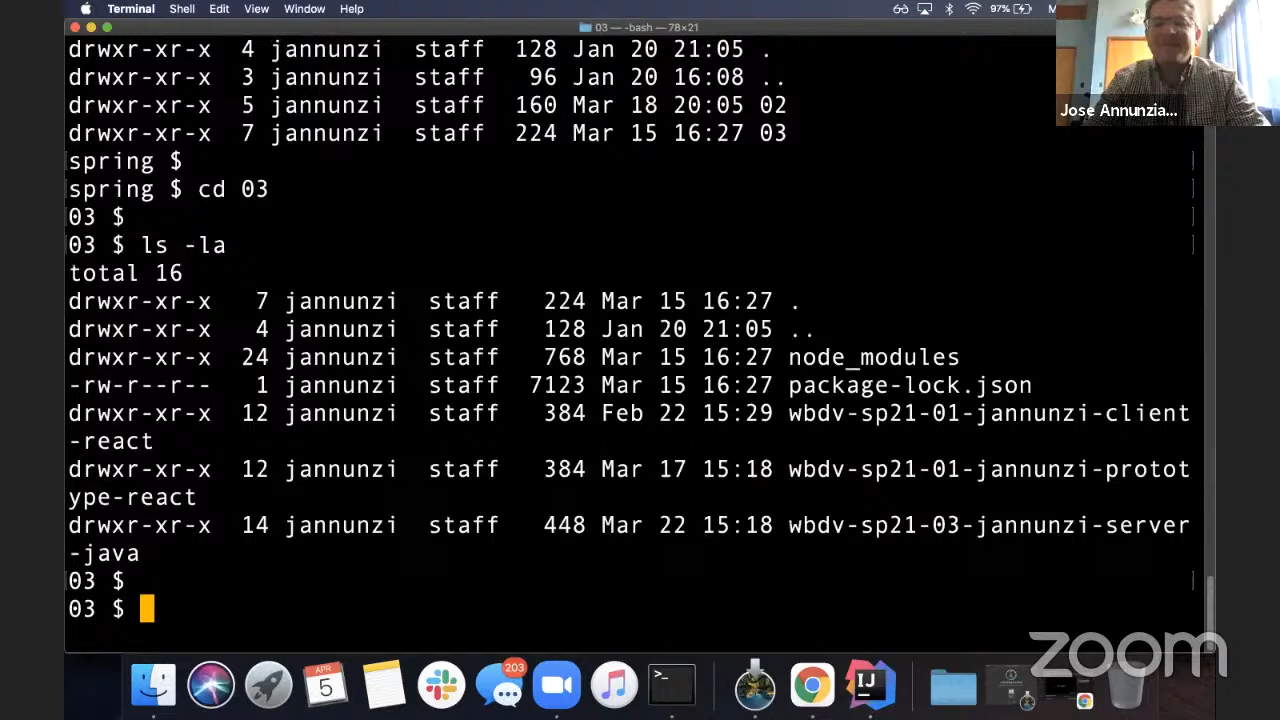 Terminal Shell Edit View Window Help 97%
03 — -bash — 78×21
drwxr-xr-x 4 jannunzi staff 128 Jan 20 21:05 .
drwxr-xr-x 3 jannunzi staff 96 Jan 20 16:08 ..
drwxr-xr-x 5 jannunzi staff 160 Mar 18 20:05 02
drwxr-xr-x 7 jannunzi staff 224 Mar 15 16:27 03
spring $
spring $ cd 03
03 $
03 $ ls -la
total 16
drwxr-xr-x 7 jannunzi staff 224 Mar 15 16:27 .
drwxr-xr-x 4 jannunzi staff 128 Jan 20 21:05 ..
drwxr-xr-x 24 jannunzi staff 768 Mar 15 16:27 node_modules
-rw-r--r-- 1 jannunzi staff 7123 Mar 15 16:27 package-lock.json
drwxr-xr-x 12 jannunzi staff 384 Feb 22 15:29 wbdv-sp21-01-jannunzi-client
-react
drwxr-xr-x 12 jannunzi staff 384 Mar 17 15:18 wbdv-sp21-01-jannunzi-protot
ype-react
drwxr-xr-x 14 jannunzi staff 448 Mar 22 15:18 wbdv-sp21-03-jannunzi-server
-java
03 $
03 $
Jose Annunzia...
APR
5
203
>_
IJ
zoom